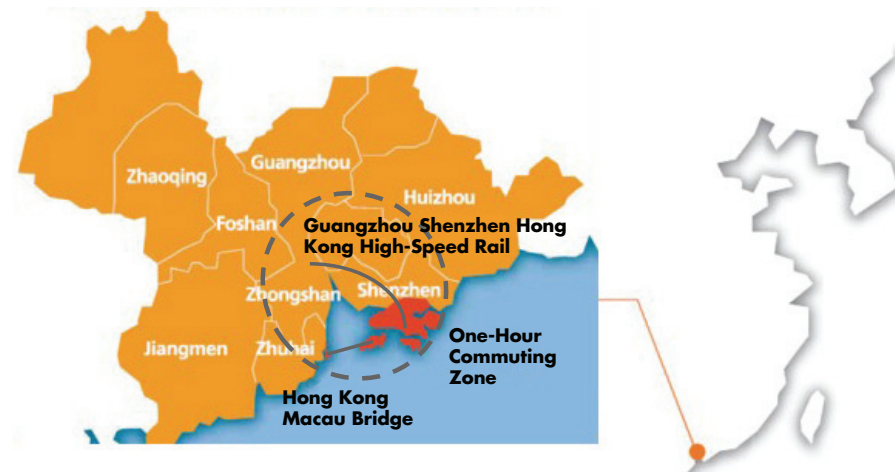 Zhaoqing
Guangzhou
Huizhou
Foshan
Guangzhou Shenzhen Hong
Kong High-Speed Rail
Zhongshan
Shenzhen
Jiangmen
Zhuhai
One-Hour
Commuting
Zone
Hong Kong
Macau Bridge